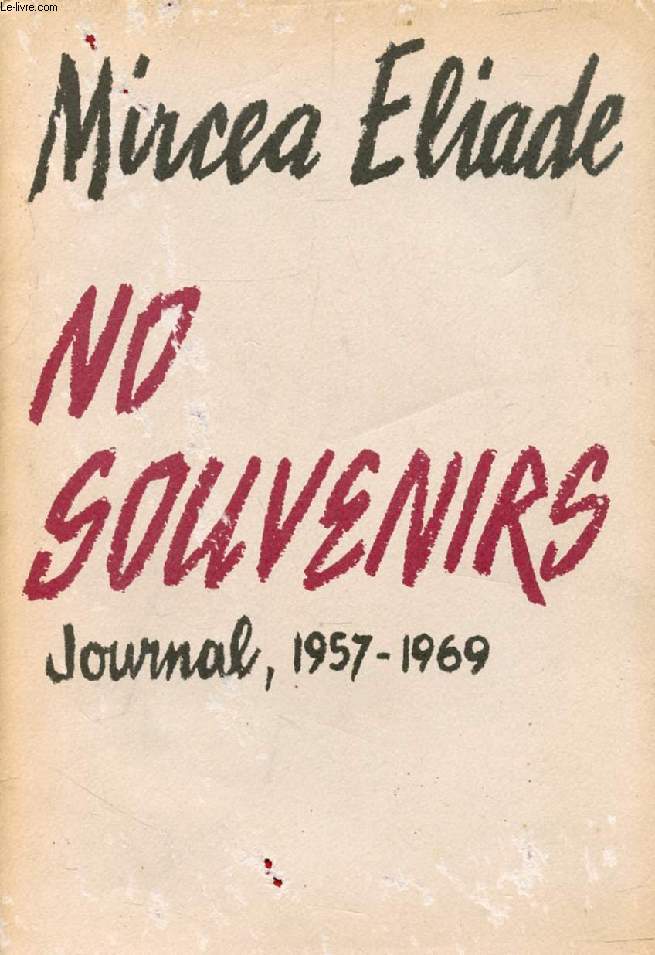 Le-livre.com
Mircea Eliade
NO
SOUVENIRS
Journal, 1957-1969